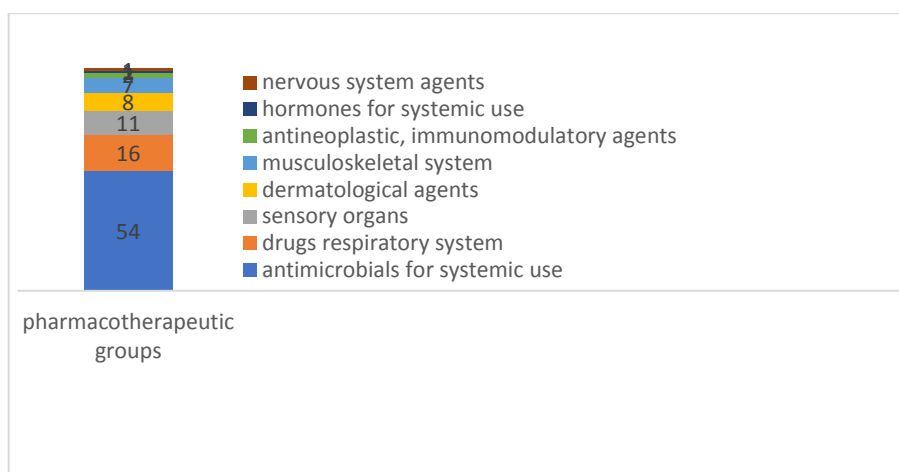 1
7
8
11
16
54
nervous system agents
hormones for systemic use
antineoplastic, immunomodulatory agents
musculoskeletal system
dermatological agents
sensory organs
drugs respiratory system
antimicrobials for systemic use
pharmacotherapeutic
groups